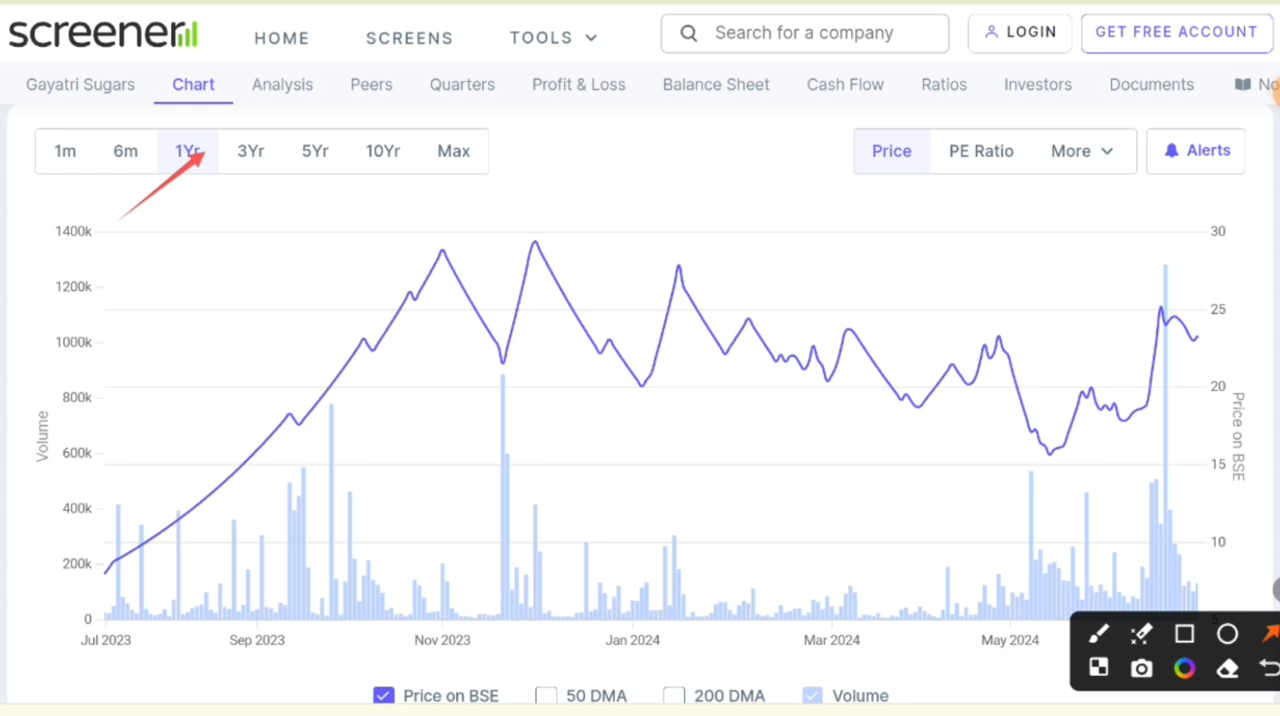 screener HOME SCREENS TOOLS Search for a company LOGIN GET FREE ACCOUNT
Gayatri Sugars Chart Analysis Peers Quarters Profit & Loss Balance Sheet Cash Flow Ratios Investors Documents
1m 6m 1Yr 3Yr 5Yr 10Yr Max Price PE Ratio More Alerts
1400k 30
1200k
25
1000k
20
800k
Volume
Price on BSE
600k 15
400k
10
200k
0 5
Jul 2023 Sep 2023 Nov 2023 Jan 2024 Mar 2024 May 2024
Price on BSE 50 DMA 200 DMA Volume